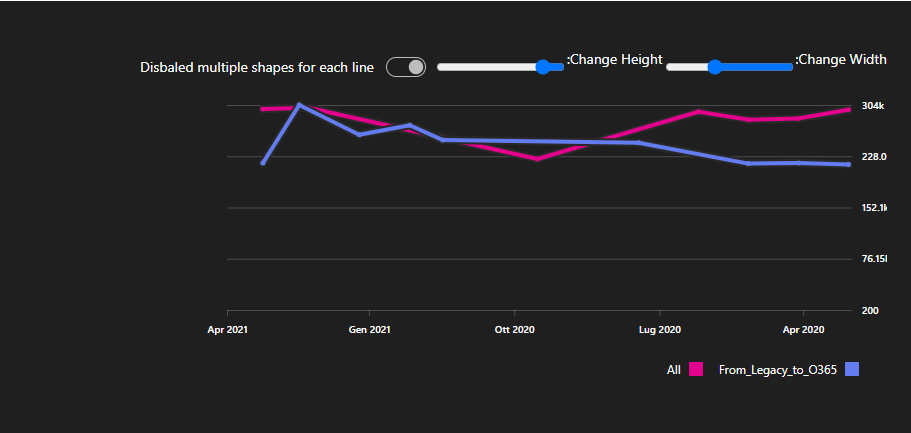 Disbaled multiple shapes for each line
:Change Height
:Change Width
304k
228.0
152.1k
76.15
200
Apr 2021
Gen 2021
Ott 2020
Lug 2020
Apr 2020
All
From_Legacy_to_O365